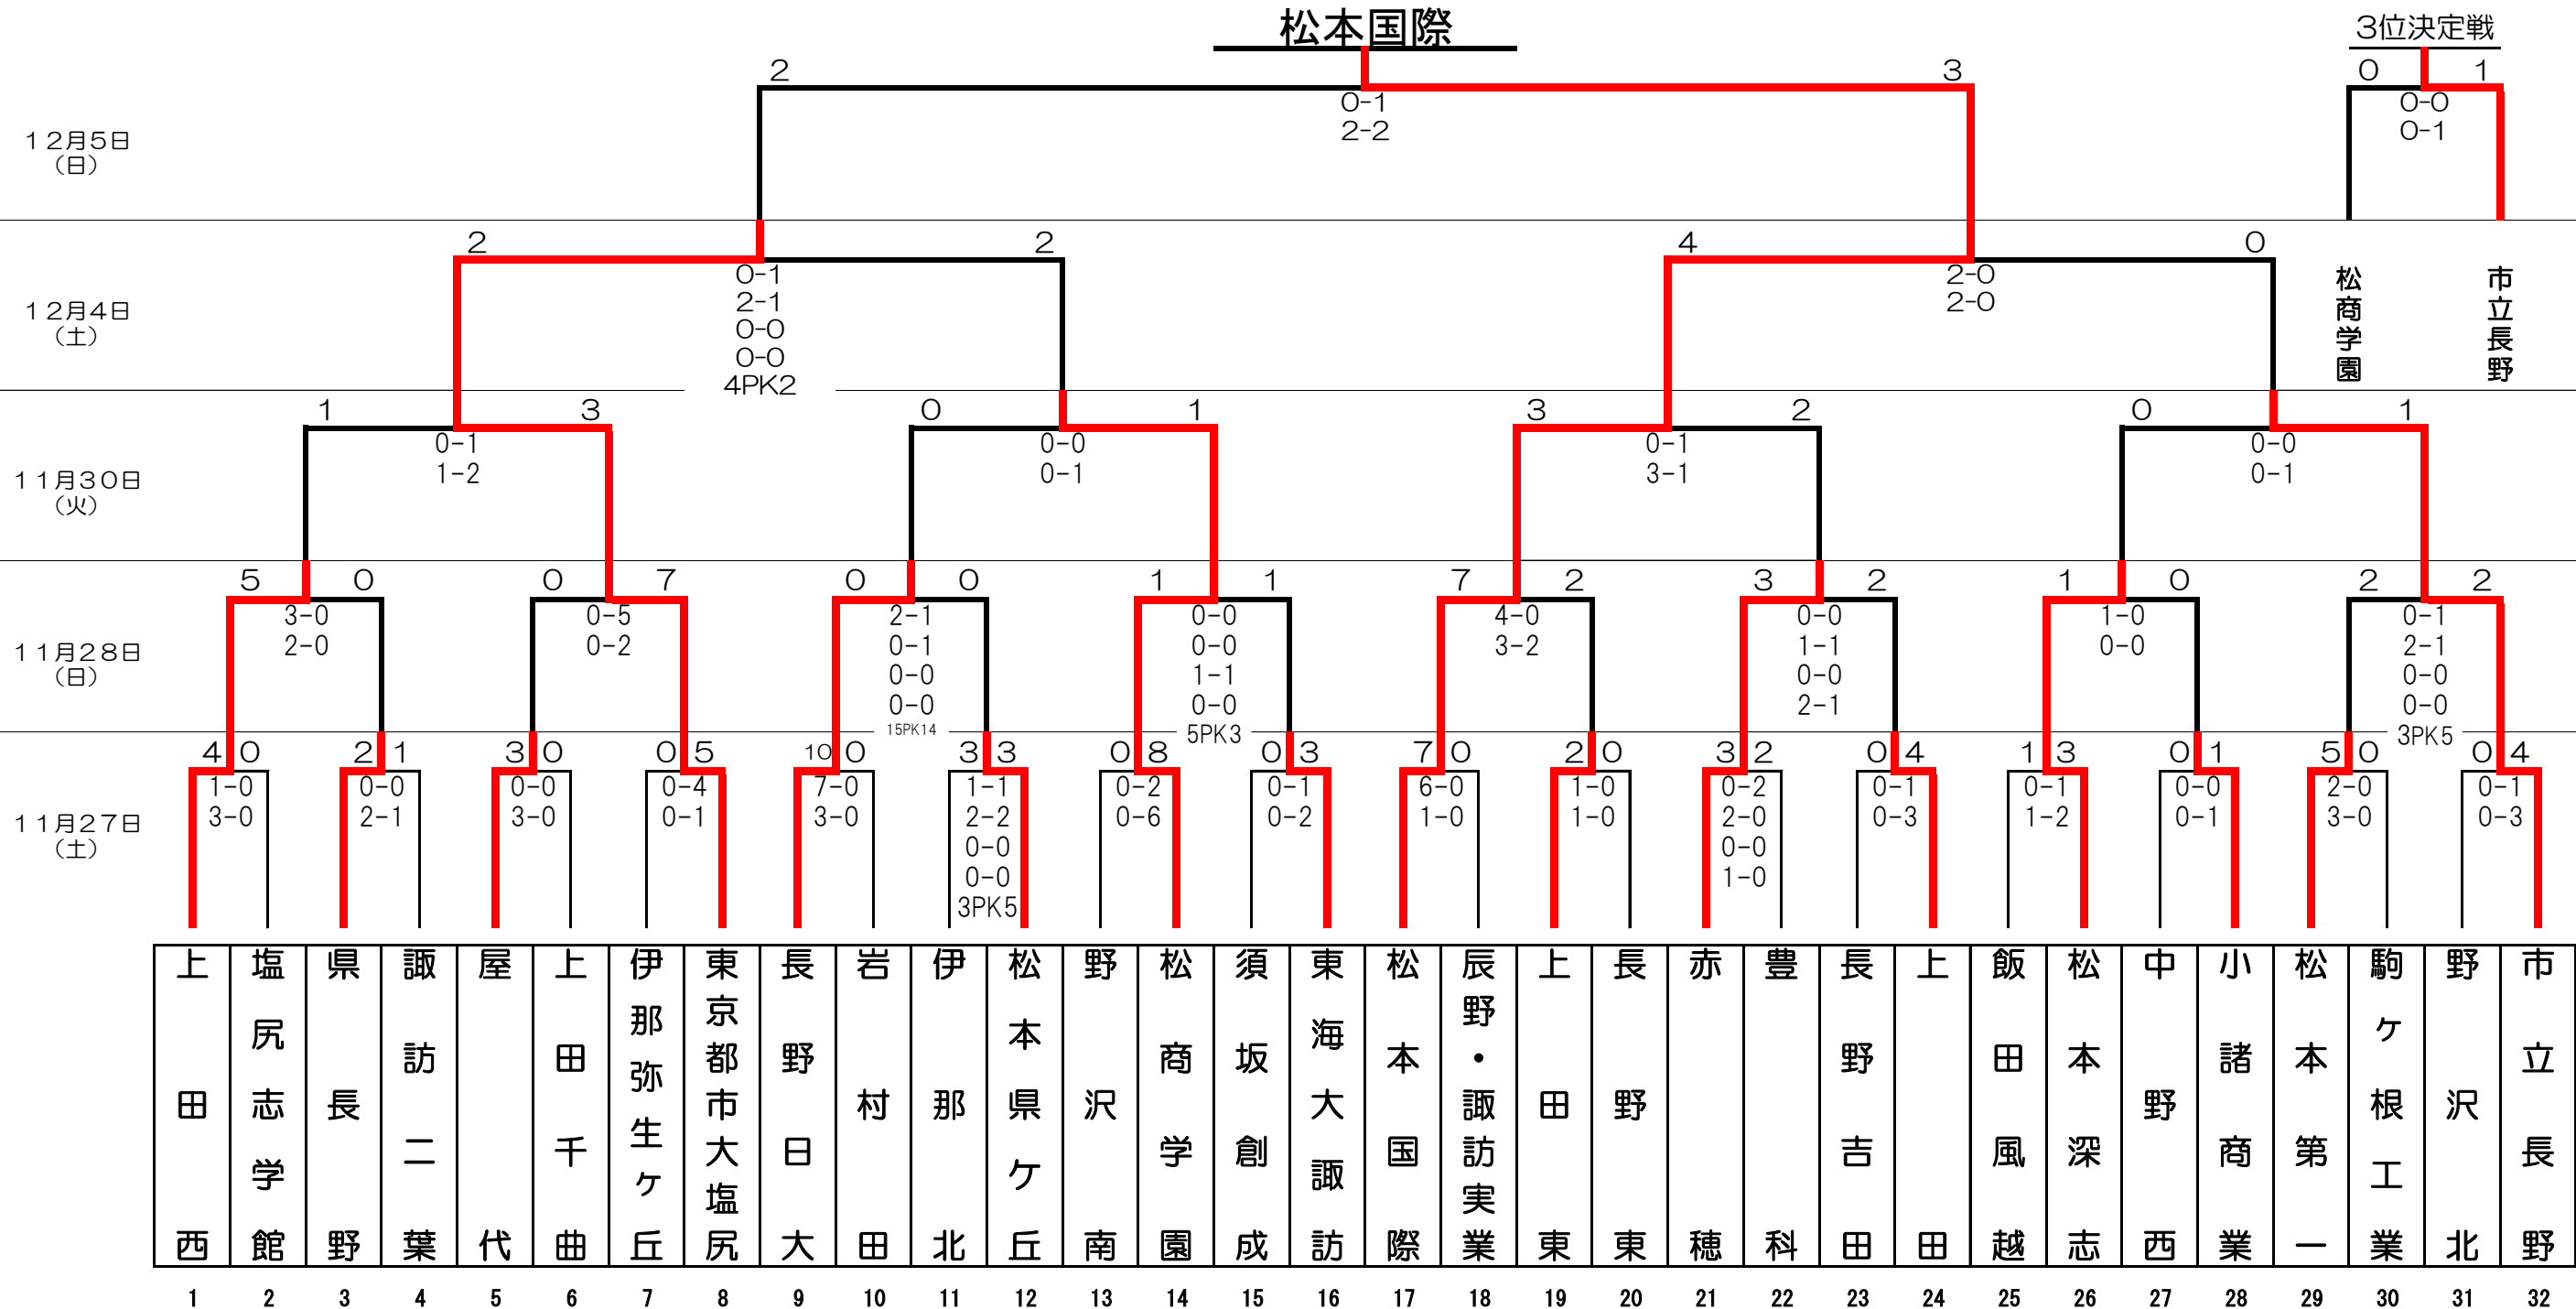 松本国際
3位決定戦
2 3
0-1
2-2
0 1
0-0
0-1
12月5日
（日）
2 2
0-1
2-1
0-0
0-0
4PK2
4 0
2-0
2-0
松商学園
市立長野
12月4日
（土）
1 3
0-1
1-2
0 1
0-0
0-1
3 2
0-1
3-1
0 1
0-0
0-1
11月30日
（火）
5 0
3-0
2-0
0 7
0-5
0-2
0 0
2-1
0-1
0-0
0-0
15PK14
1 1
0-0
0-0
1-1
0-0
5PK3
7 2
4-0
3-2
3 2
0-0
1-1
0-0
2-1
1 0
1-0
0-0
2 2
0-1
2-1
0-0
0-0
3PK5
11月28日
（日）
4 0
1-0
3-0
2 1
0-0
2-1
3 0
0-0
3-0
0 5
0-4
0-1
10 0
7-0
3-0
3 3
1-1
2-2
0-0
0-0
3PK5
0 8
0-2
0-6
0 3
0-1
0-2
7 0
6-0
1-0
2 0
1-0
1-0
3 2
0-2
2-0
0-0
1-0
0 4
0-1
0-3
1 3
0-1
1-2
0 1
0-0
0-1
5 0
2-0
3-0
0 4
0-1
0-3
11月27日
（土）
上田西
塩尻志学館
県長野
諏訪二葉
屋代
上田千曲
伊那弥生ヶ丘
東京都市大塩尻
長野日大
岩村田
伊那北
松本県ケ丘
野沢南
松商学園
須坂創成
東海大諏訪
松本国際
辰野・諏訪実業
上田東
長野東
赤穂
豊科
長野吉田
上田
飯田風越
松本深志
中野西
小諸商業
松本第一
駒ヶ根工業
野沢北
市立長野
1 2 3 4 5 6 7 8 9 10 11 12 13 14 15 16 17 18 19 20 21 22 23 24 25 26 27 28 29 30 31 32